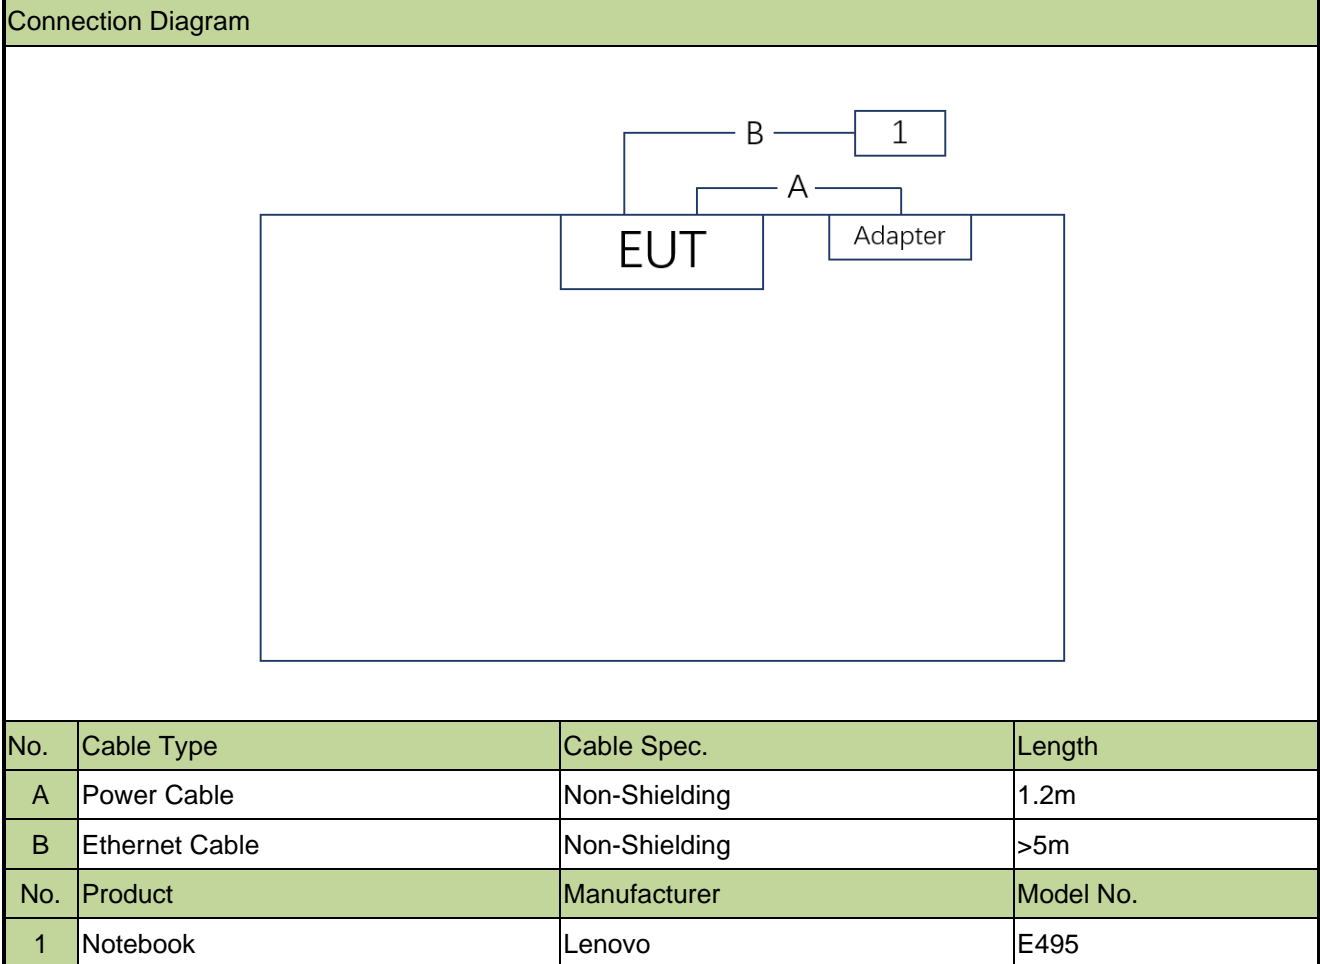 Connection Diagram
B
1
A
EUT
Adapter
No. Cable Type Cable Spec. Length
A Power Cable Non-Shielding 1.2m
B Ethernet Cable Non-Shielding >5m
No. Product Manufacturer Model No.
1 Notebook Lenovo E495